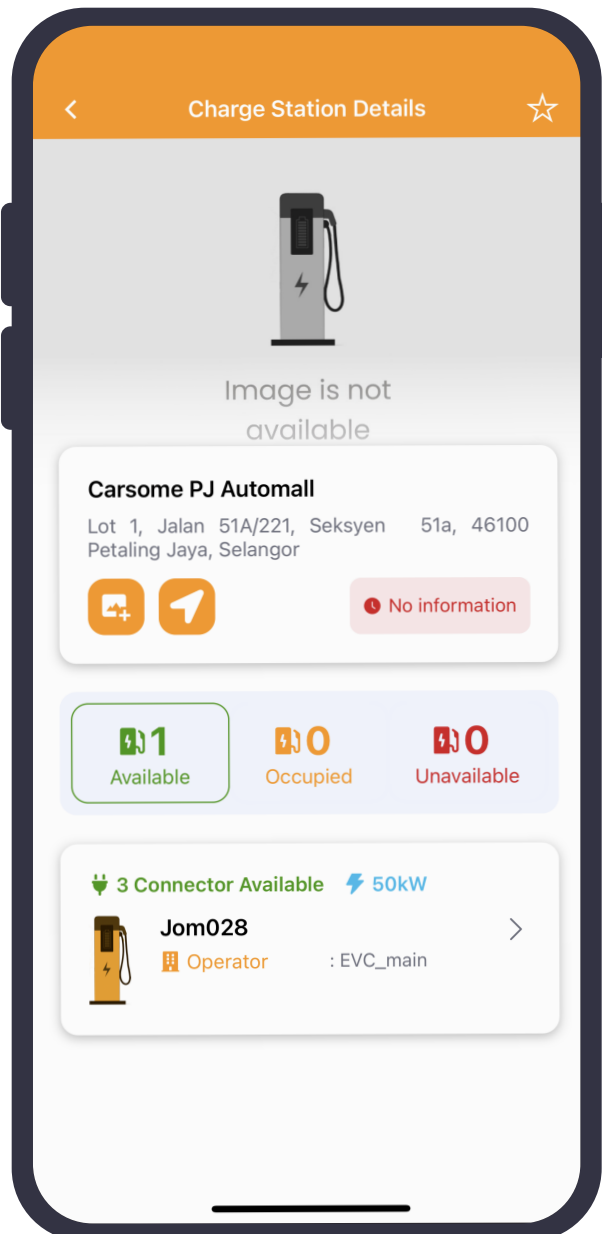 Charge Station Details
Image is not
available
Carsome PJ Automall
Lot 1, Jalan 51A/221, Seksyen 51a, 46100
Petaling Jaya, Selangor
No information
1 0 0
Available Occupied Unavailable
3 Connector Available 50kW
Jom028
Operator : EVC_main